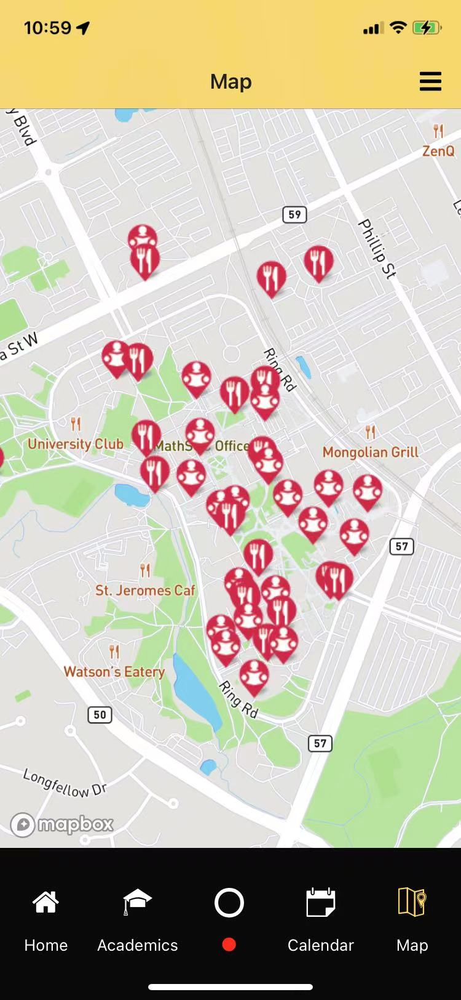 10:59
Map
y Blvd
ZenQ
59
Phillip St
a St W
Ring Rd
University Club
MathS
Office
Mongolian Grill
57
St. Jeromes Caf
Watson's Eatery
Ring Rd
50
57
Longfellow Dr
mapbox
Home
Academics
Calendar
Map